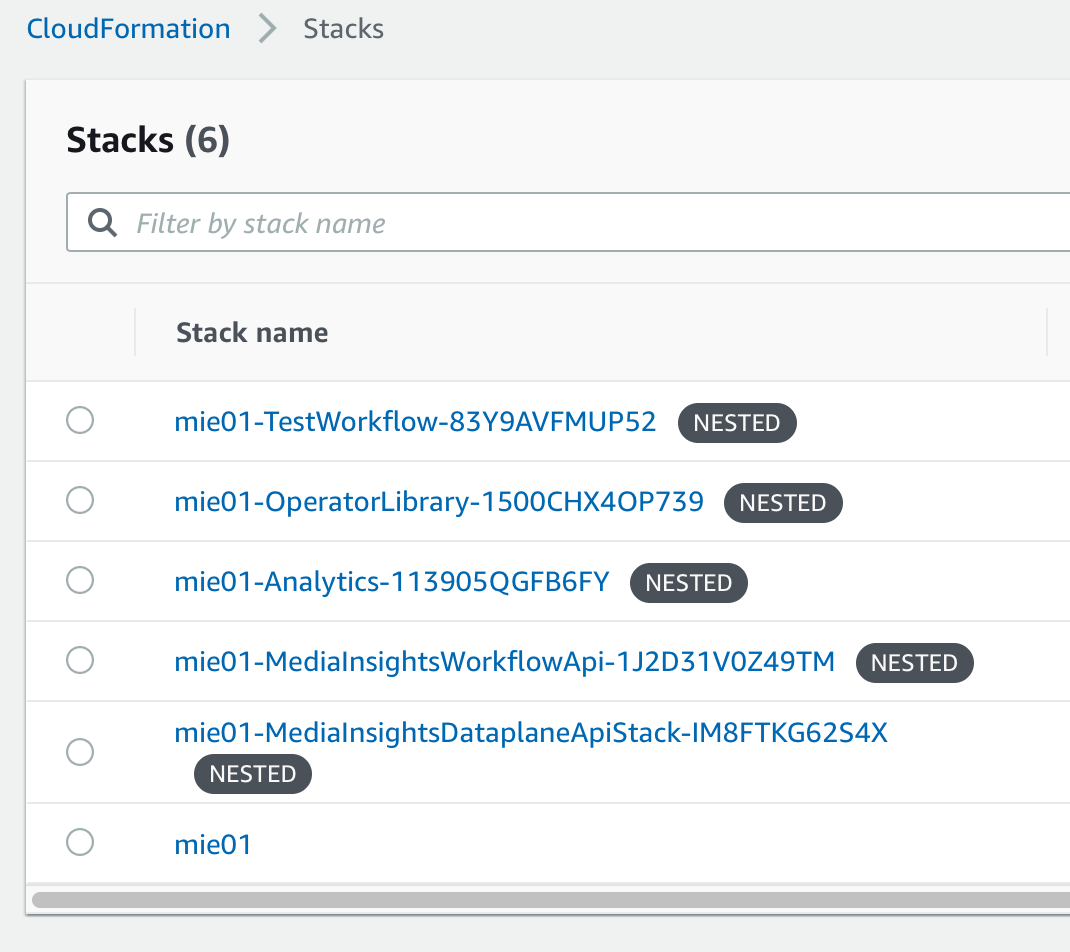 CloudFormation > Stacks
Stacks (6)
Filter by stack name
Stack name
mie01-TestWorkflow-83Y9AVFMUP52 NESTED
mie01-OperatorLibrary-1500CHX4OP739 NESTED
mie01-Analytics-113905QGFB6FY NESTED
mie01-MediaInsightsWorkflowApi-1J2D31V0Z49TM NESTED
mie01-MediaInsightsDataplaneApiStack-IM8FTKG62S4X
NESTED
mie01